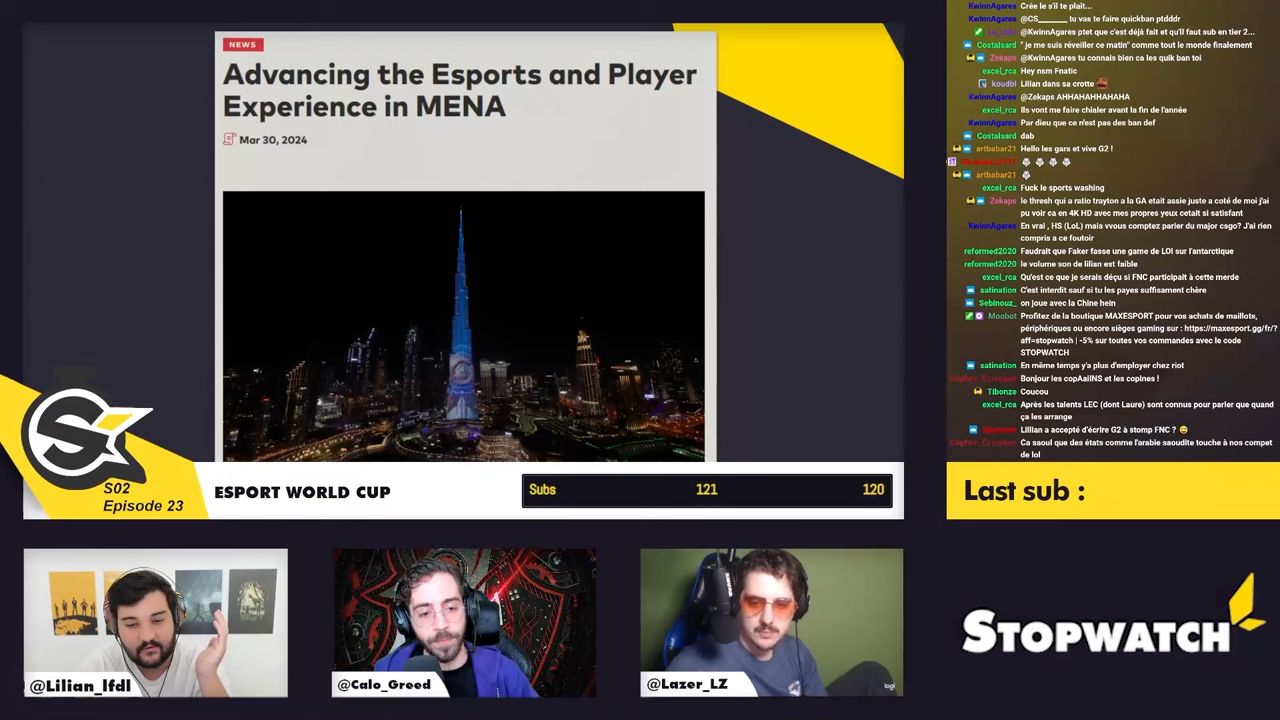 NEWS
Advancing the Esports and Player
Experience in MENA
Mar 30, 2024
S02
Episode 23
ESPORT WORLD CUP
Subs 121 120
@Lilian_lfdl
@Calo_Greed
@Lazer_LZ
logi
KwinnAgares Crée le s'il te plait...
KwinnAgares @CS______ tu vas te faire quickban ptdddr
@KwinnAgares ptet que c'est déjà fait et qu'il faut sub en tier 2...
Costalsard " je me suis réveiller ce matin" comme tout le monde finalement
Zekaps @KwinnAgares tu connais bien ca les quik ban toi
excel_rca Hey nsm Fnatic
koudbi Lilian dans sa crotte
KwinnAgares @Zekaps AHHAHAHHAHAHA
excel_rca Ils vont me faire chialer avant la fin de l'année
KwinnAgares Par dieu que ce n'est pas des ban def
Costalsard dab
artbabar21 Hello les gars et vive G2 !
artbabar21
excel_rca Fuck le sports washing
Zekaps le thresh qui a ratio trayton a la GA etait assie juste a coté de moi j'ai
pu voir ca en 4K HD avec mes propres yeux cetait si satisfant
KwinnAgares En vrai , HS (LoL) mais vvous comptez parler du major csgo? J'ai rien
compris a ce foutoir
reformed2020 Faudrait que Faker fasse une game de LOl sur l'antarctique
reformed2020 le volume son de lilian est faible
excel_rca Qu'est ce que je serais déçu si FNC participait à cette merde
satination C'est interdit sauf si tu les payes suffisament chère
Sebinouz_ on joue avec la Chine hein
Moobot Profitez de la boutique MAXESPORT pour vos achats de maillots,
périphériques ou encore sièges gaming sur : https://maxesport.gg/fr/?
aff=stopwatch | -5% sur toutes vos commandes avec le code
STOPWATCH
satination En même temps y'a plus d'employer chez riot
Bonjour les copAaIINS et les copines !
Tibonze Coucou
excel_rca Après les talents LEC (dont Laure) sont connus pour parler que quand
ça les arrange
Lillian a accepté d'écrire G2 à stomp FNC ?
Ca saoul que des états comme l'arabie saoudite touche à nos compet
de lol
Last sub :
STOPWATCH